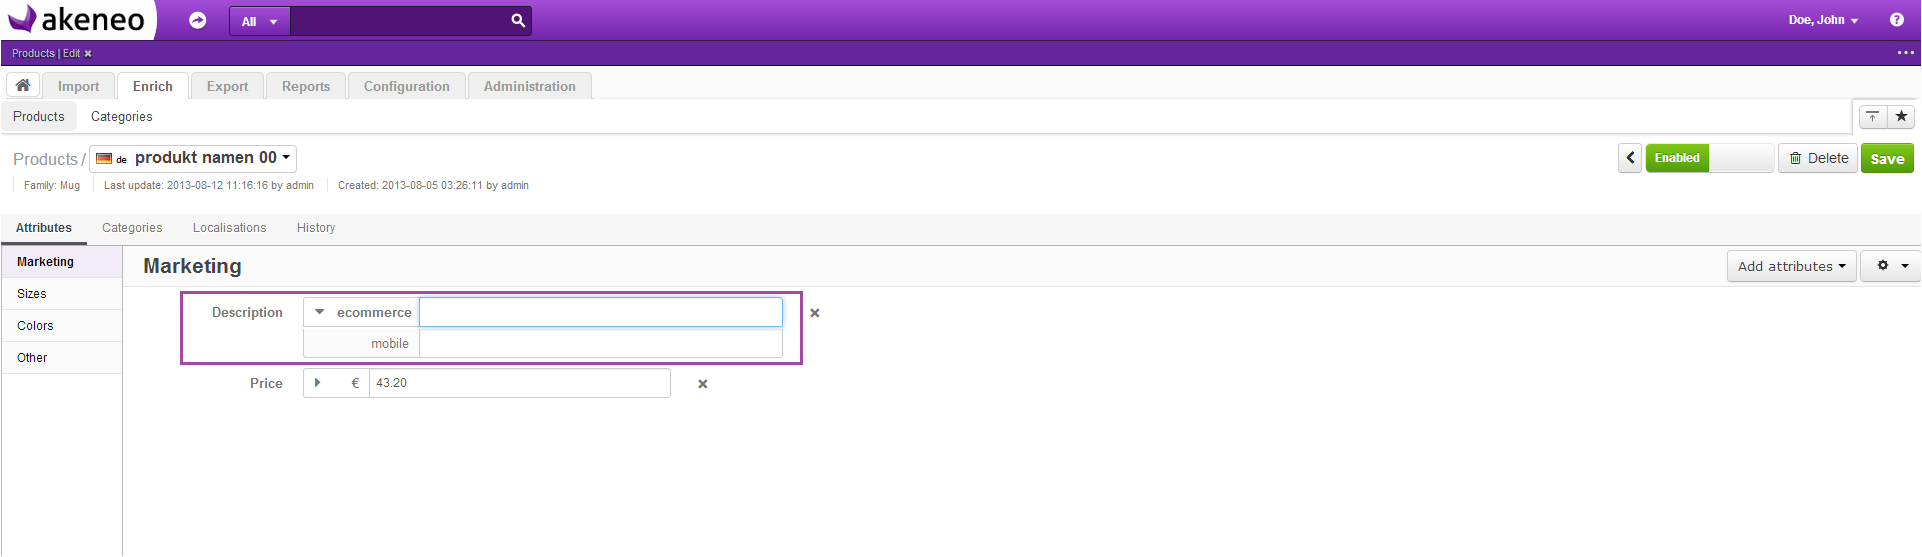 akeneo All Doe, John
Products | Edit
Import Enrich Export Reports Configuration Administration
Products Categories
Products / de produkt namen 00 Enabled Delete Save
Family: Mug Last update: 2013-08-12 11:16:16 by admin Created: 2013-08-05 03:26:11 by admin
Attributes Categories Localisations History
Marketing
Sizes
Colors
Other
Marketing Add attributes
Description ecommerce
mobile
Price € 43.20